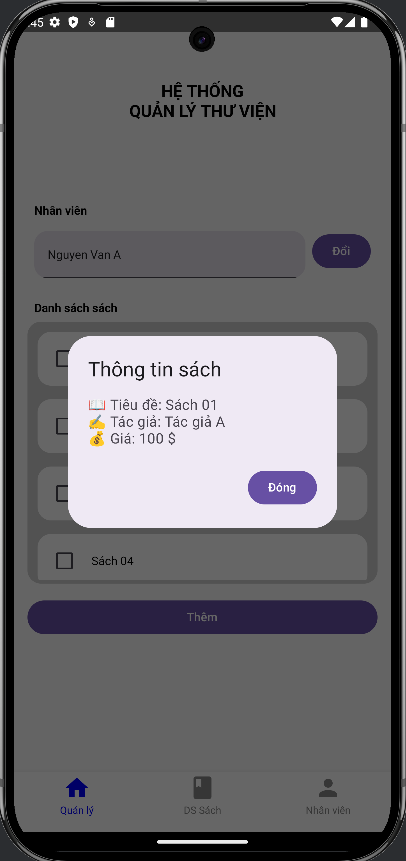 :45
HỆ THỐNG
QUẢN LÝ THƯ VIỆN
Nhân viên
Nguyen Van A
Đổi
Danh sách sách
Thông tin sách
📖 Tiêu đề: Sách 01
✍️ Tác giả: Tác giả A
💰 Giá: 100 $
Đóng
Sách 04
Thêm
Quản lý
DS Sách
Nhân viên